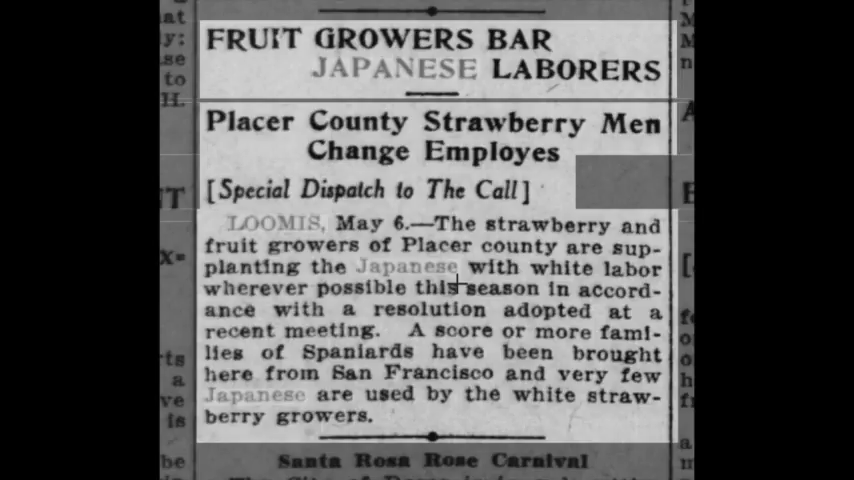 FRUIT GROWERS BAR
JAPANESE LABORERS
Placer County Strawberry Men
Change Employes
[Special Dispatch to The Call]
LOOMIS, May 6.—The strawberry and
fruit growers of Placer county are sup-
planting the Japanese with white labor
wherever possible this season in accord-
ance with a resolution adopted at a
recent meeting. A score or more fami-
lies of Spaniards have been brought
here from San Francisco and very few
Japanese are used by the white straw-
berry growers.
Santa Rosa Rose Carnival